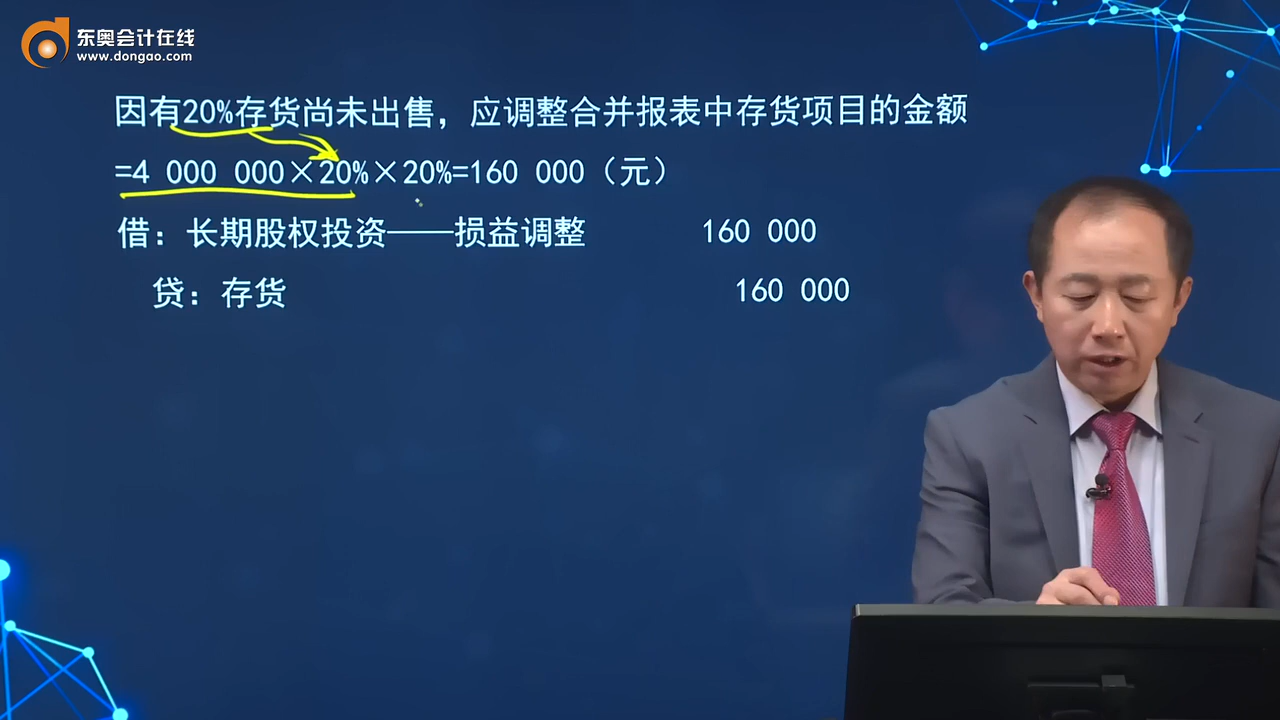 东奥会计在线
www.dongao.com
因有20%存货尚未出售，应调整合并报表中存货项目的金额
=4 000 000×20%×20%=160 000（元）
借：长期股权投资——损益调整 160 000
贷：存货 160 000